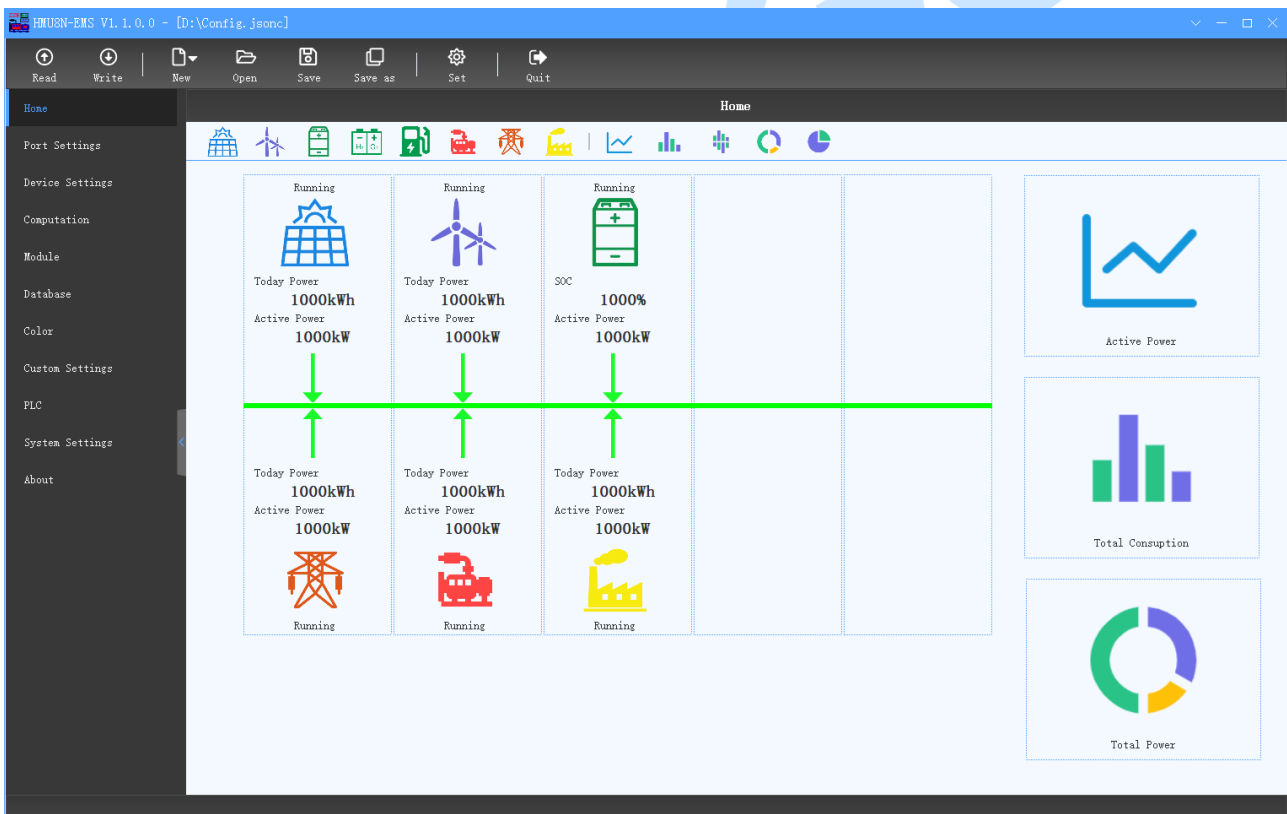 HMU8N-EMS V1.1.0.0 - [D:\Config.jsonc]
Read Write New Open Save Save as Set Quit
Home
Port Settings
Device Settings
Computation
Module
Database
Color
Custom Settings
PLC
System Settings
About
Home
Running Running Running
Today Power Today Power SOC
1000kWh 1000kWh 1000%
Active Power Active Power Active Power
1000kW 1000kW 1000kW
Today Power Today Power Today Power
1000kWh 1000kWh 1000kWh
Active Power Active Power Active Power
1000kW 1000kW 1000kW
Running Running Running
Active Power
Total Consuption
Total Power